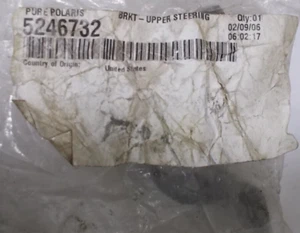 PURE POLARIS
BRKT - UPPER STEERING
Qty:01
5246732
02/09/06
06:02:17
Country of Origin:
United States